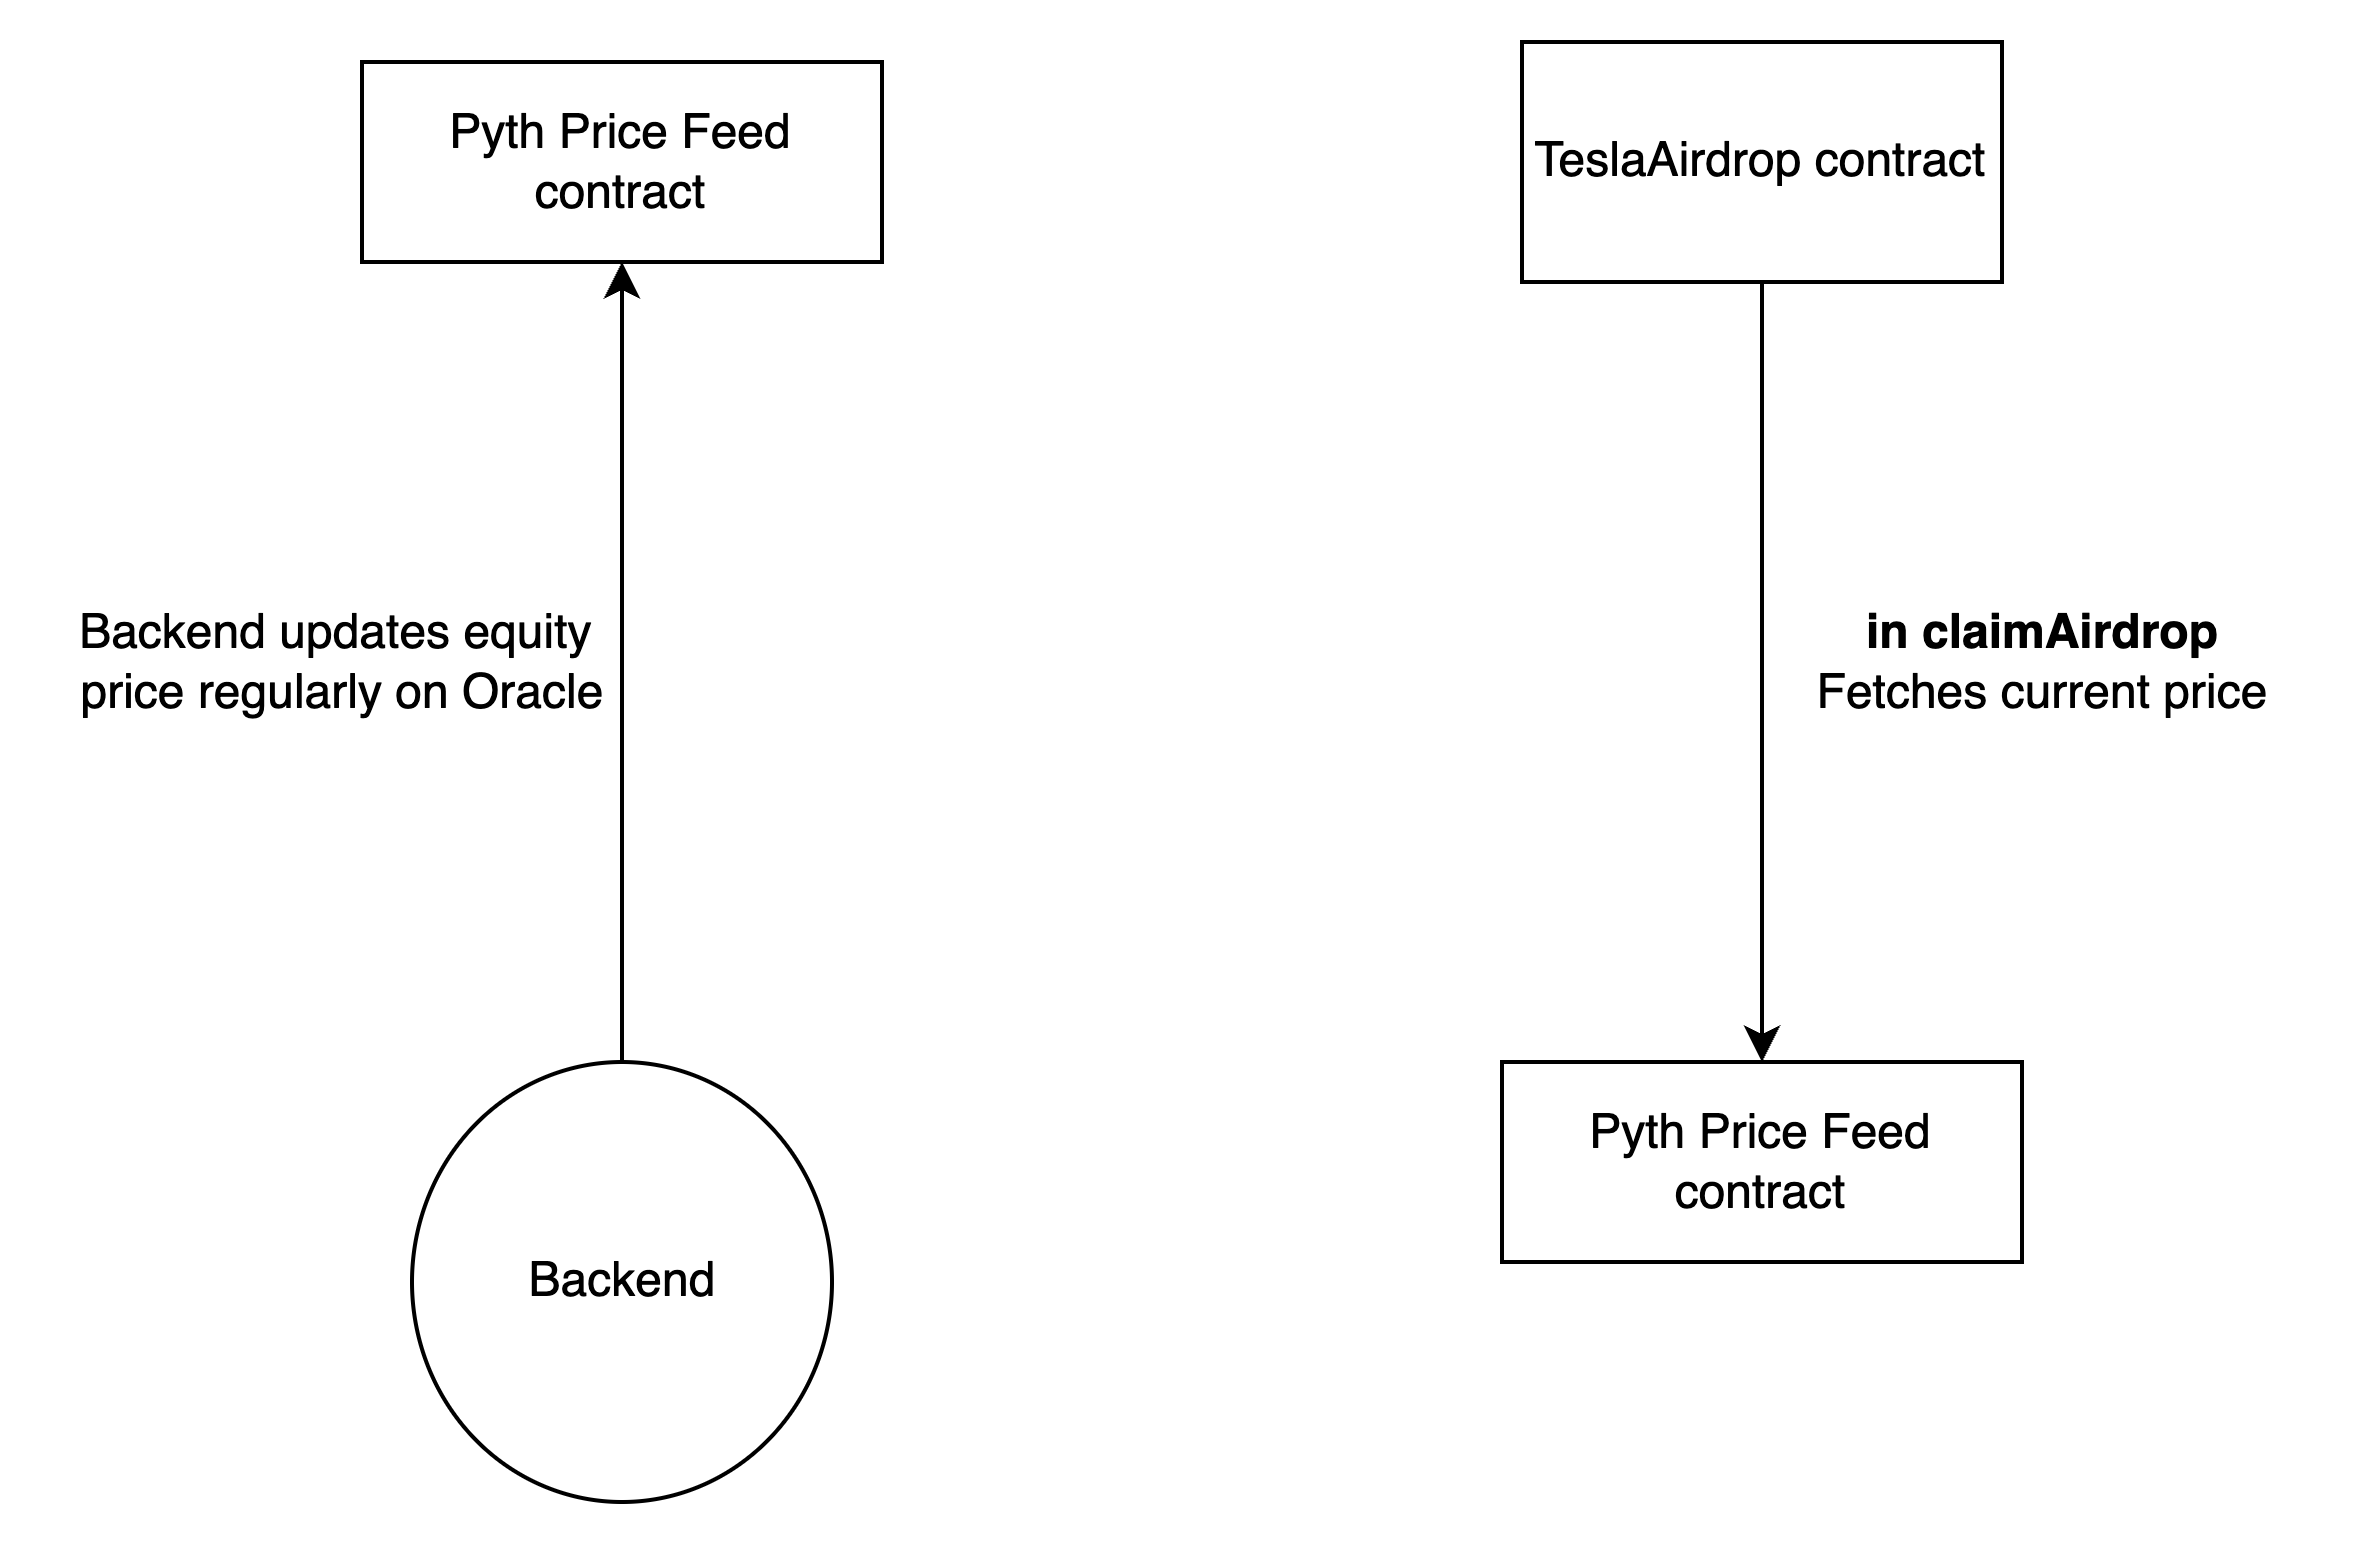 Pyth Price Feed
contract
TeslaAirdrop contract
Backend updates equity
price regularly on Oracle
in claimAirdrop
Fetches current price
Pyth Price Feed
contract
Backend